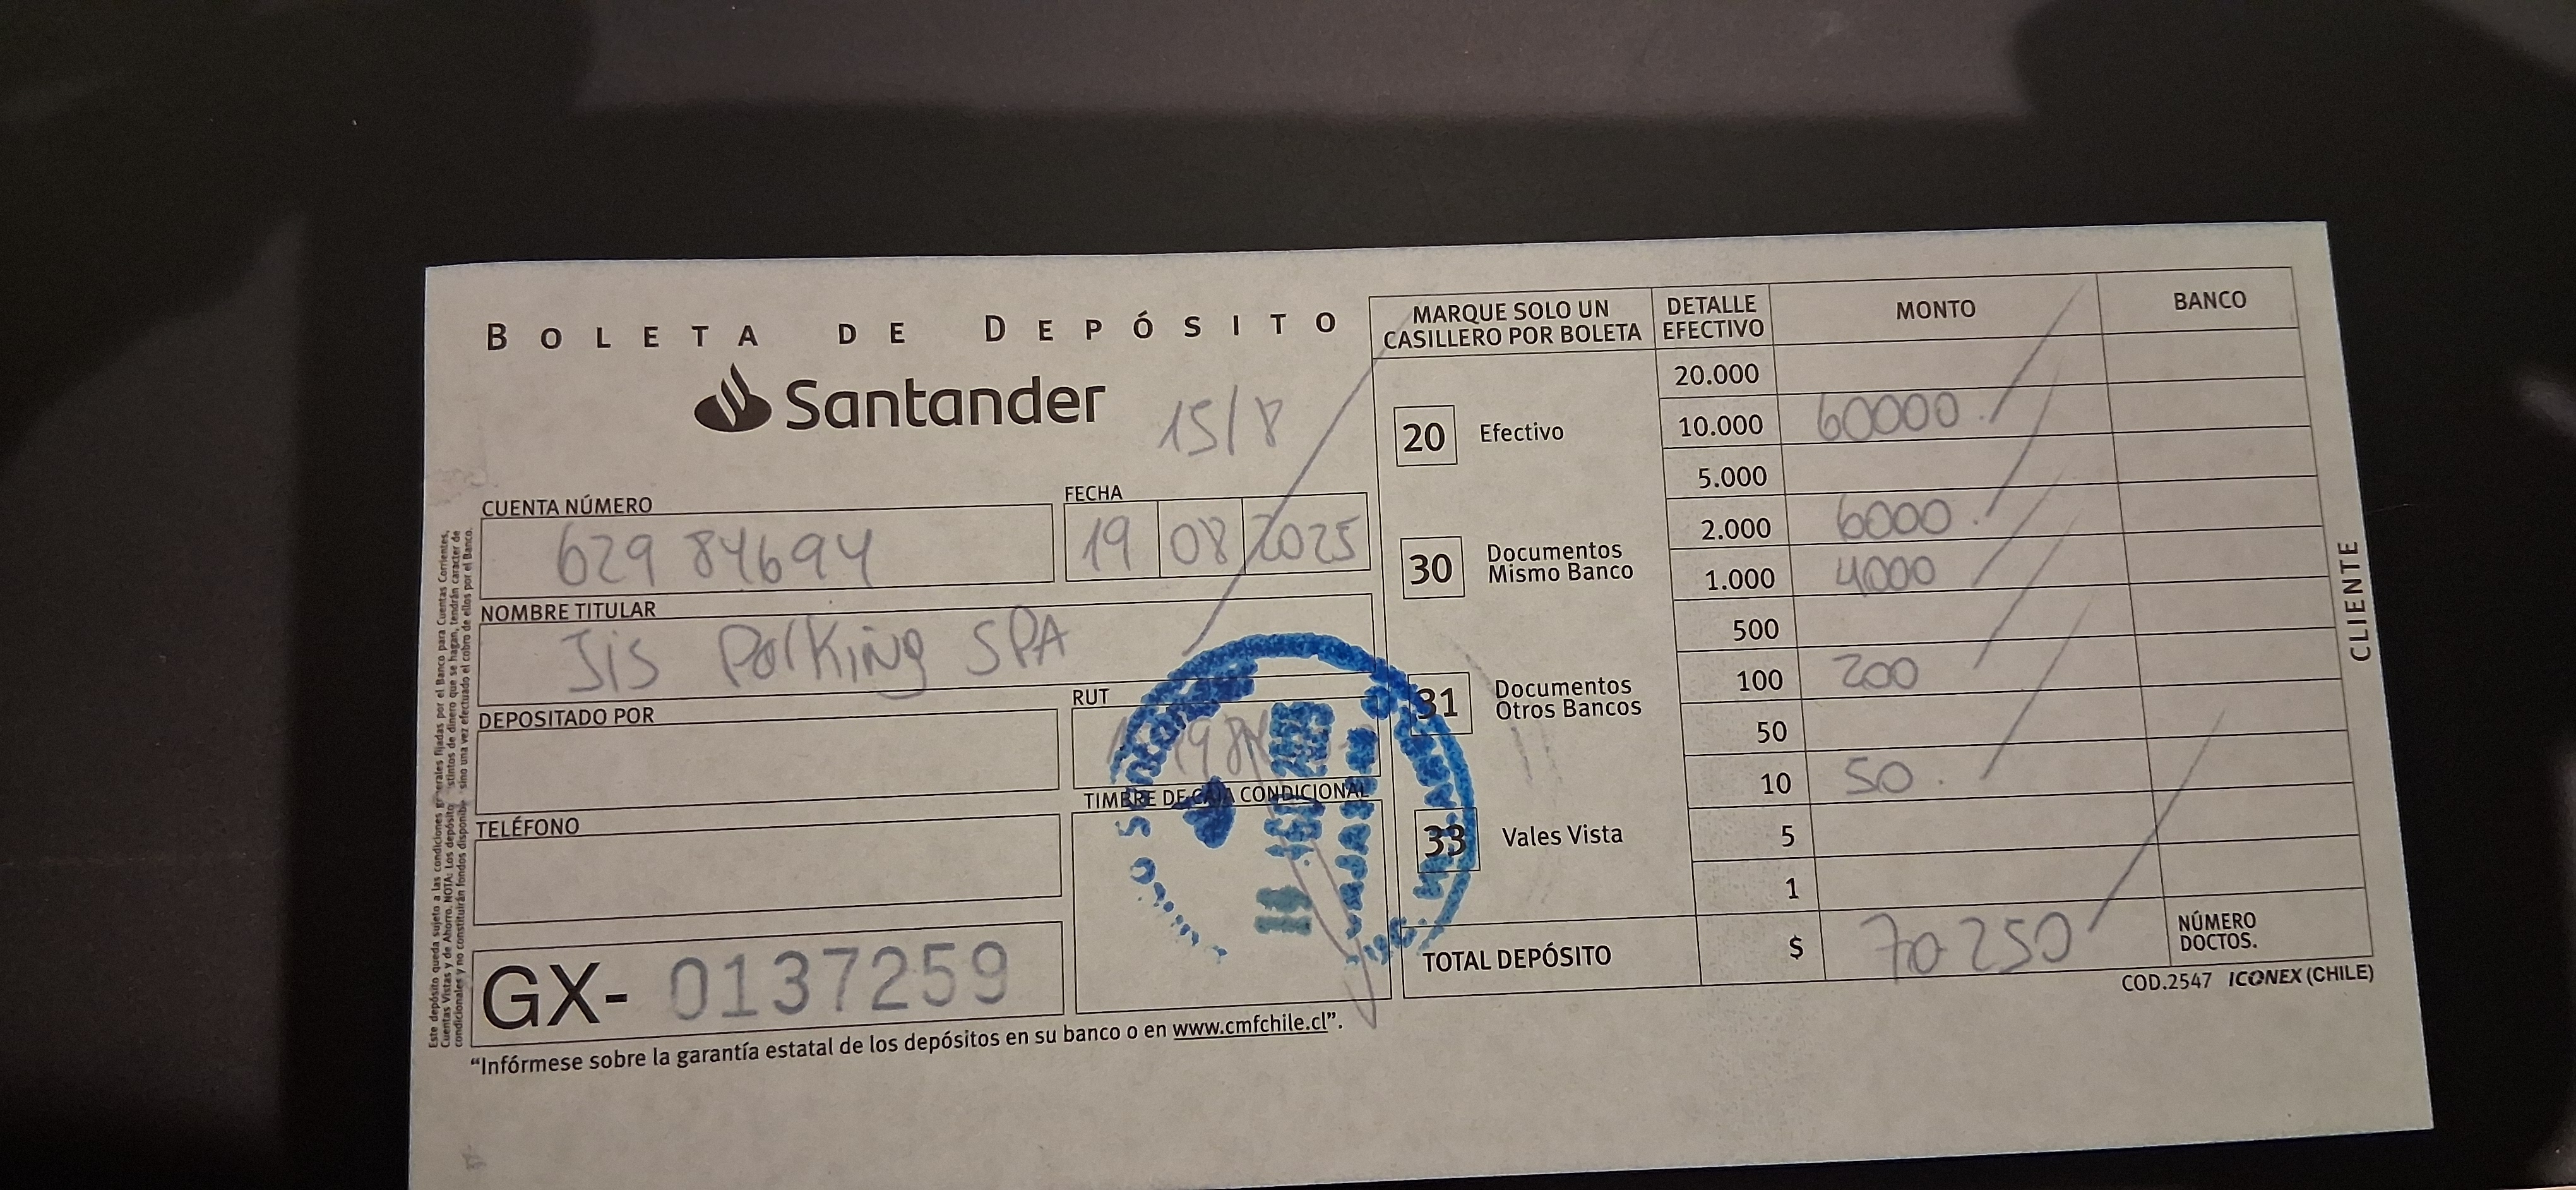 BOLETA DE DEPÓSITO
Santander
15/8
CUENTA NÚMERO
629 84694
FECHA
19 08 2025
NOMBRE TITULAR
Jis Parking SPA
DEPOSITADO POR
RUT
TIMBRE DE CAJA CONDICIONAL
TELÉFONO
GX- 0137259
"Infórmese sobre la garantía estatal de los depósitos en su banco o en www.cmfchile.cl".
MARQUE SOLO UN
CASILLERO POR BOLETA
20 Efectivo
30 Documentos
Mismo Banco
31 Documentos
Otros Bancos
33 Vales Vista
DETALLE
EFECTIVO
MONTO
BANCO
20.000
10.000 60000.
5.000
2.000 6000.
1.000 4000
500
100 200
50
10 50.
5
1
TOTAL DEPÓSITO $ 70250
NÚMERO
DOCTOS.
COD.2547 ICONEX (CHILE)
CLIENTE